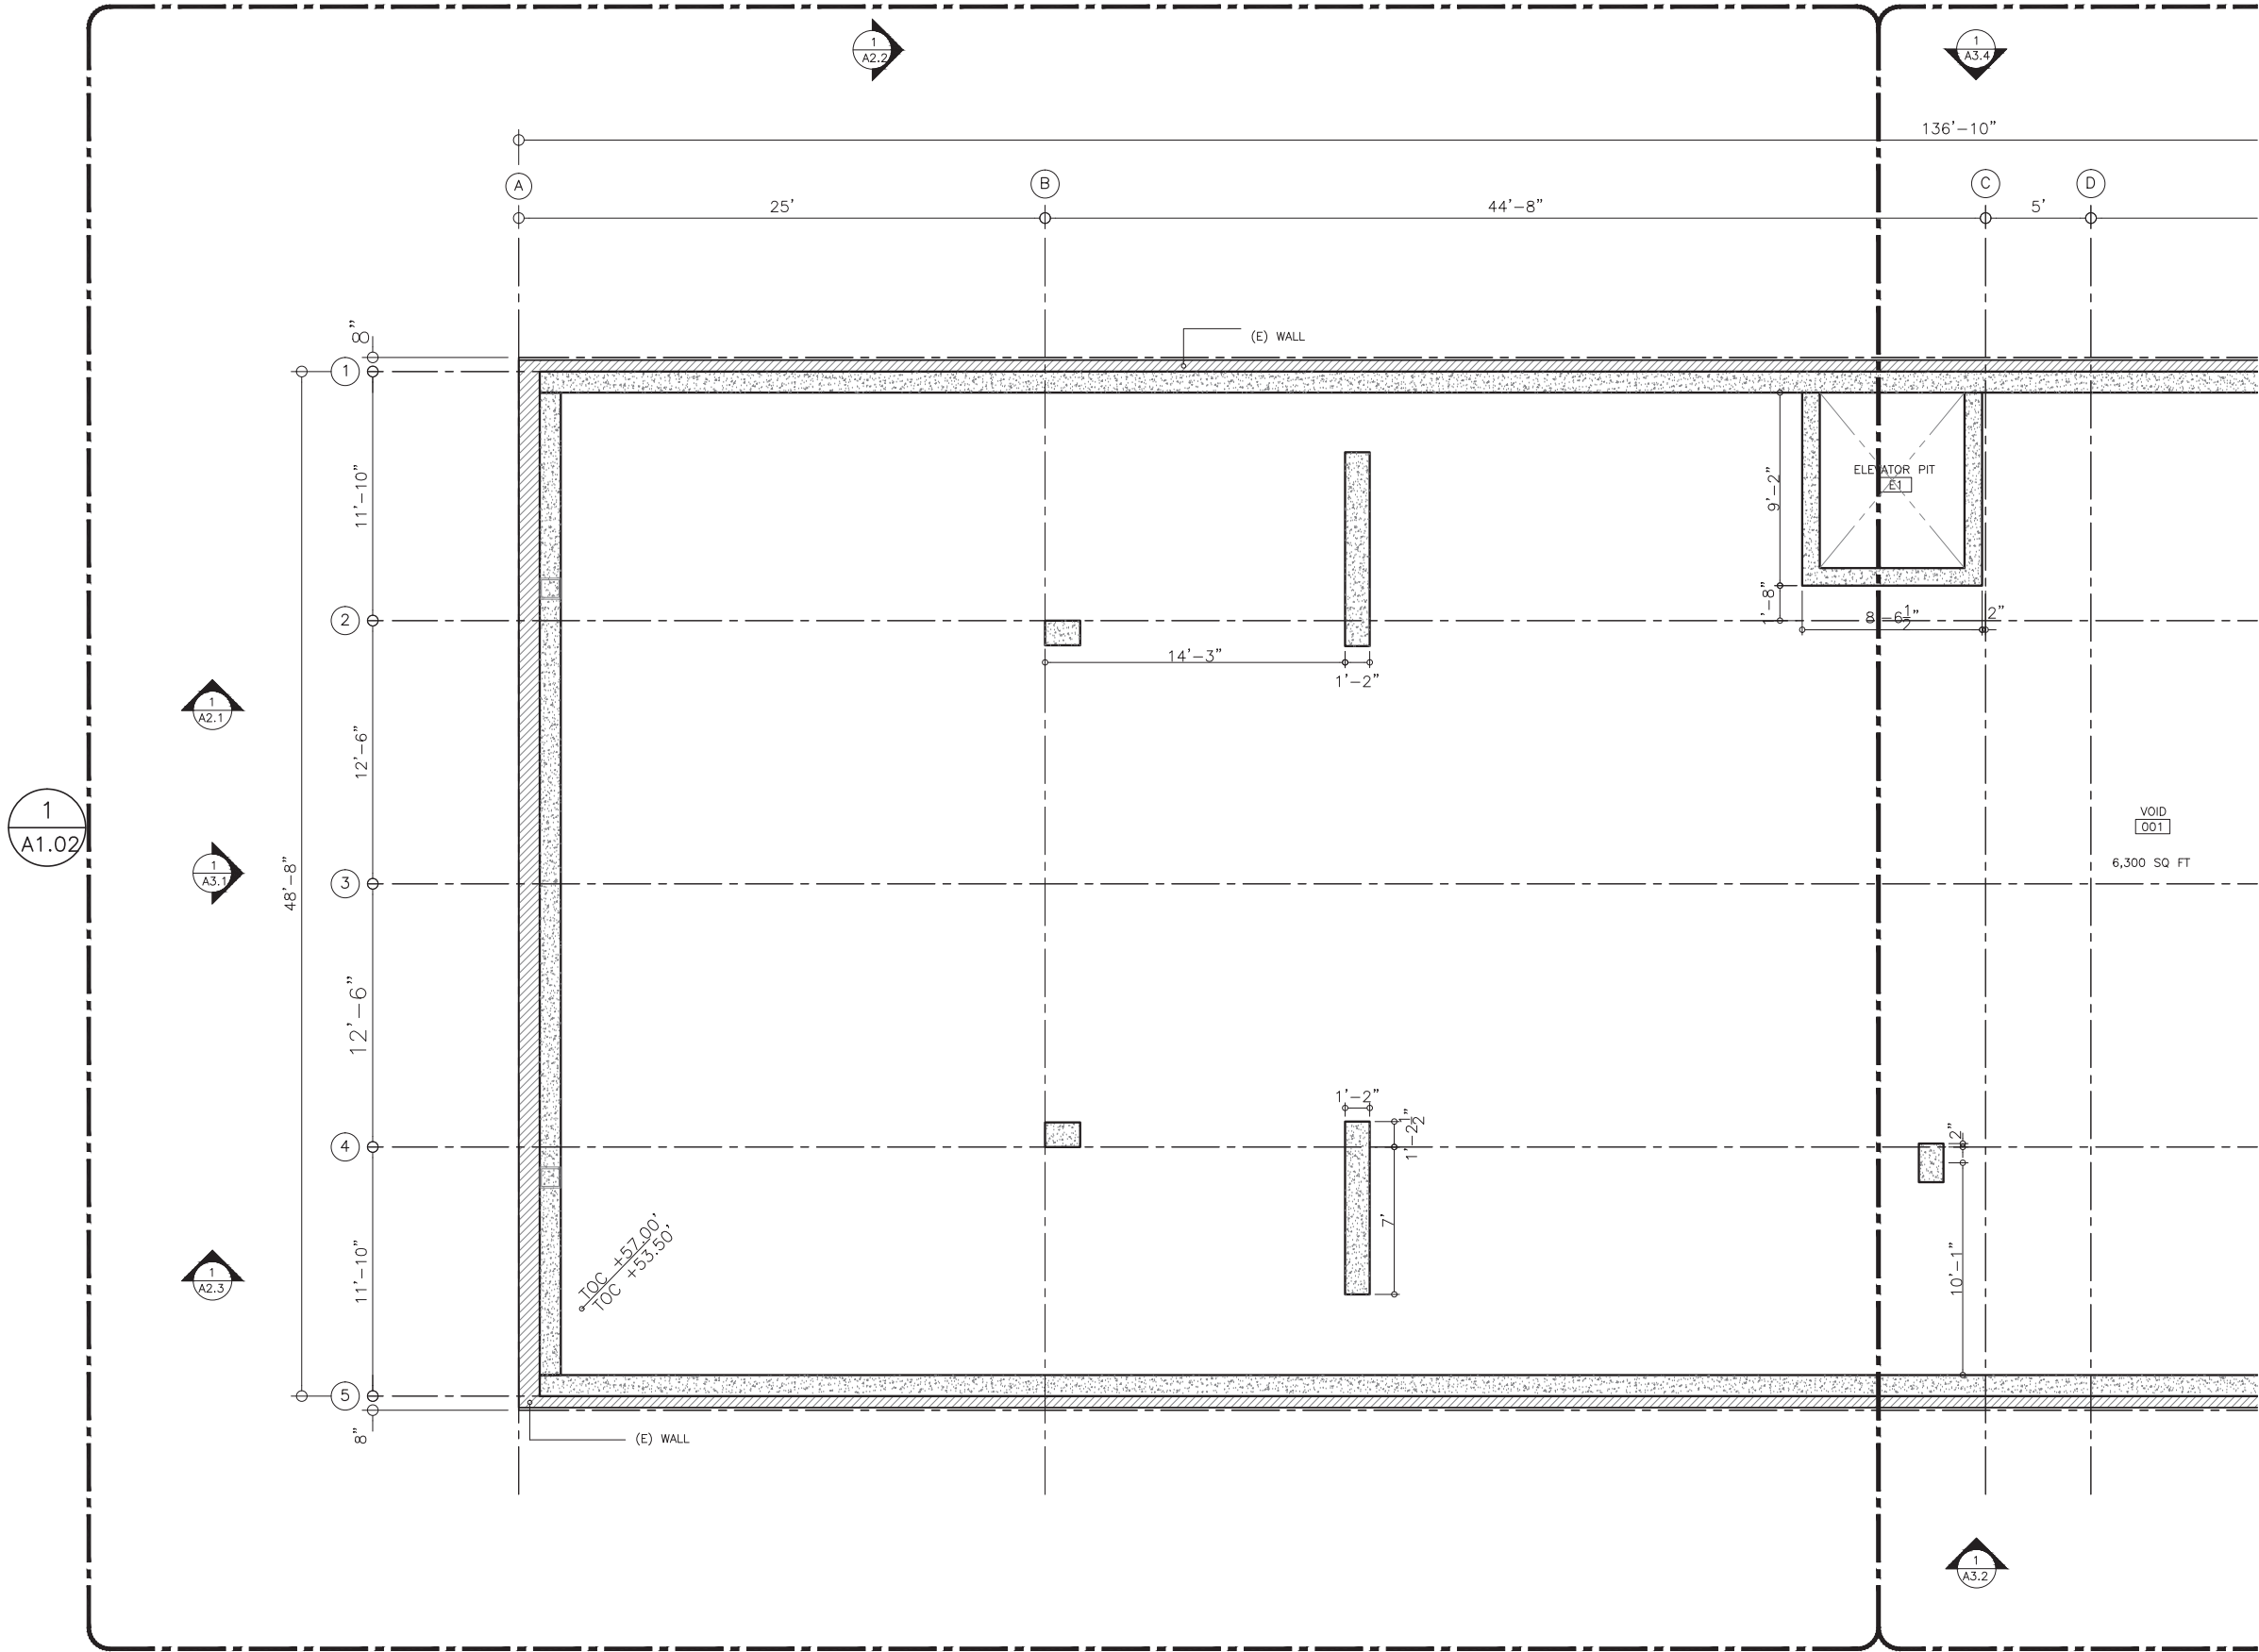 1
A2.2
1
A3.4
136'-10"
A
B
C
D
25'
44'-8"
5'
8"
(E) WALL
1
11'-10"
9'-2"
ELEVATOR PIT
E1
1'-8"
8'-6 1/2"
2"
2
14'-3"
1'-2"
1
A2.1
12'-6"
1
A1.02
VOID
001
6,300 SQ FT
1
A3.1
48'-8"
3
12'-6"
1'-2"
1'-2 1/2"
2"
4
7'
TOC +57.00'
TOC +53.50'
10'-1"
1
A2.3
11'-10"
5
8"
(E) WALL
1
A3.2